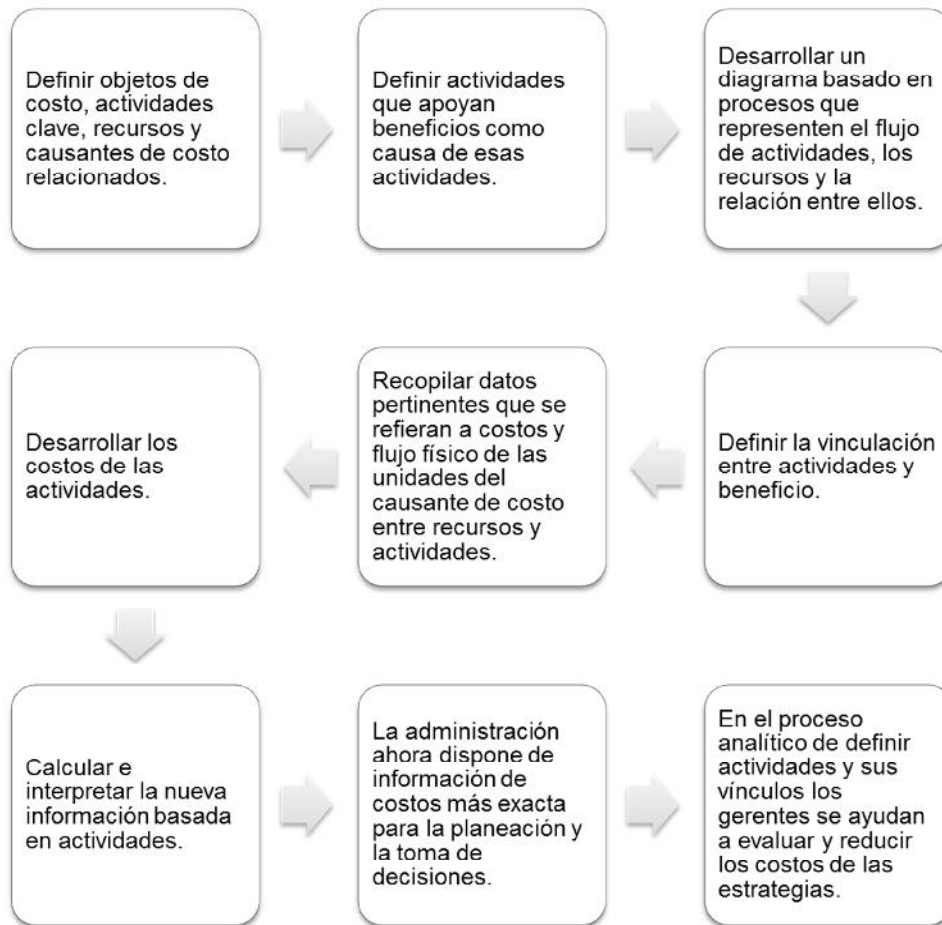 Definir objetos de
costo, actividades
clave, recursos y
causantes de costo
relacionados.
Definir actividades
que apoyan
beneficios como
causa de esas
actividades.
Desarrollar un
diagrama basado en
procesos que
representen el flujo
de actividades, los
recursos y la
relación entre ellos.
Definir la vinculación
entre actividades y
beneficio.
Recopilar datos
pertinentes que se
refieran a costos y
flujo físico de las
unidades del
causante de costo
entre recursos y
actividades.
Desarrollar los
costos de las
actividades.
Calcular e
interpretar la nueva
información basada
en actividades.
La administración
ahora dispone de
información de
costos más exacta
para la planeación y
la toma de
decisiones.
En el proceso
analítico de definir
actividades y sus
vínculos los
gerentes se ayudan
a evaluar y reducir
los costos de las
estrategias.